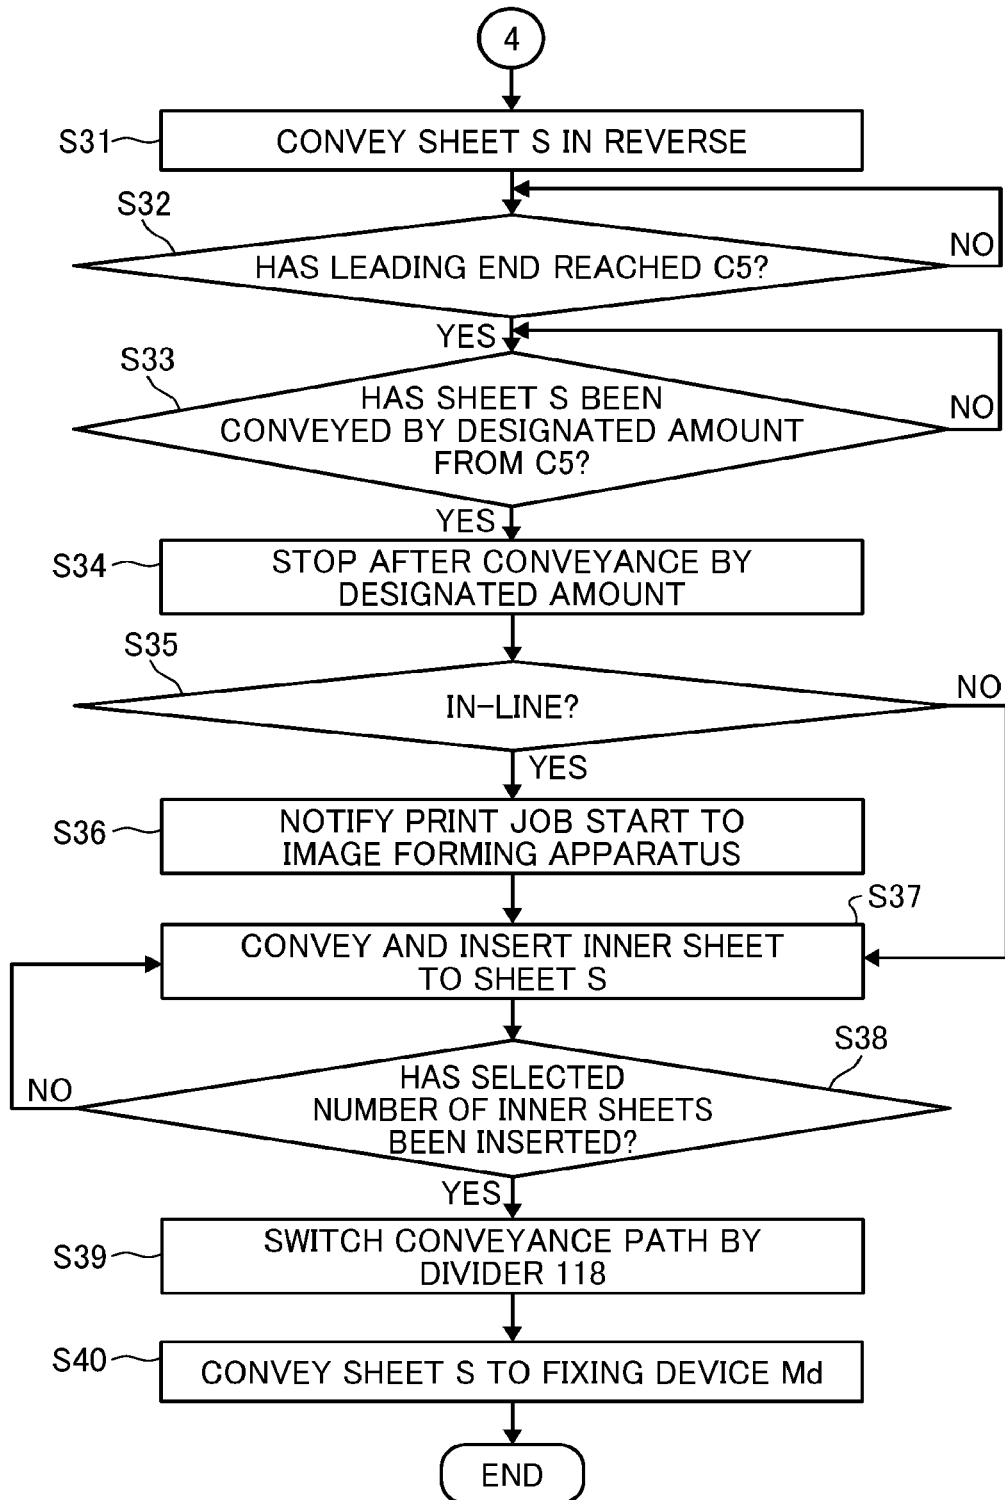 4
S31
CONVEY SHEET S IN REVERSE
S32
HAS LEADING END REACHED C5?
NO
YES
S33
HAS SHEET S BEEN
CONVEYED BY DESIGNATED AMOUNT
FROM C5?
NO
YES
S34
STOP AFTER CONVEYANCE BY
DESIGNATED AMOUNT
S35
IN-LINE?
NO
YES
S36
NOTIFY PRINT JOB START TO
IMAGE FORMING APPARATUS
S37
CONVEY AND INSERT INNER SHEET
TO SHEET S
S38
HAS SELECTED
NUMBER OF INNER SHEETS
BEEN INSERTED?
NO
YES
S39
SWITCH CONVEYANCE PATH BY
DIVIDER 118
S40
CONVEY SHEET S TO FIXING DEVICE Md
END